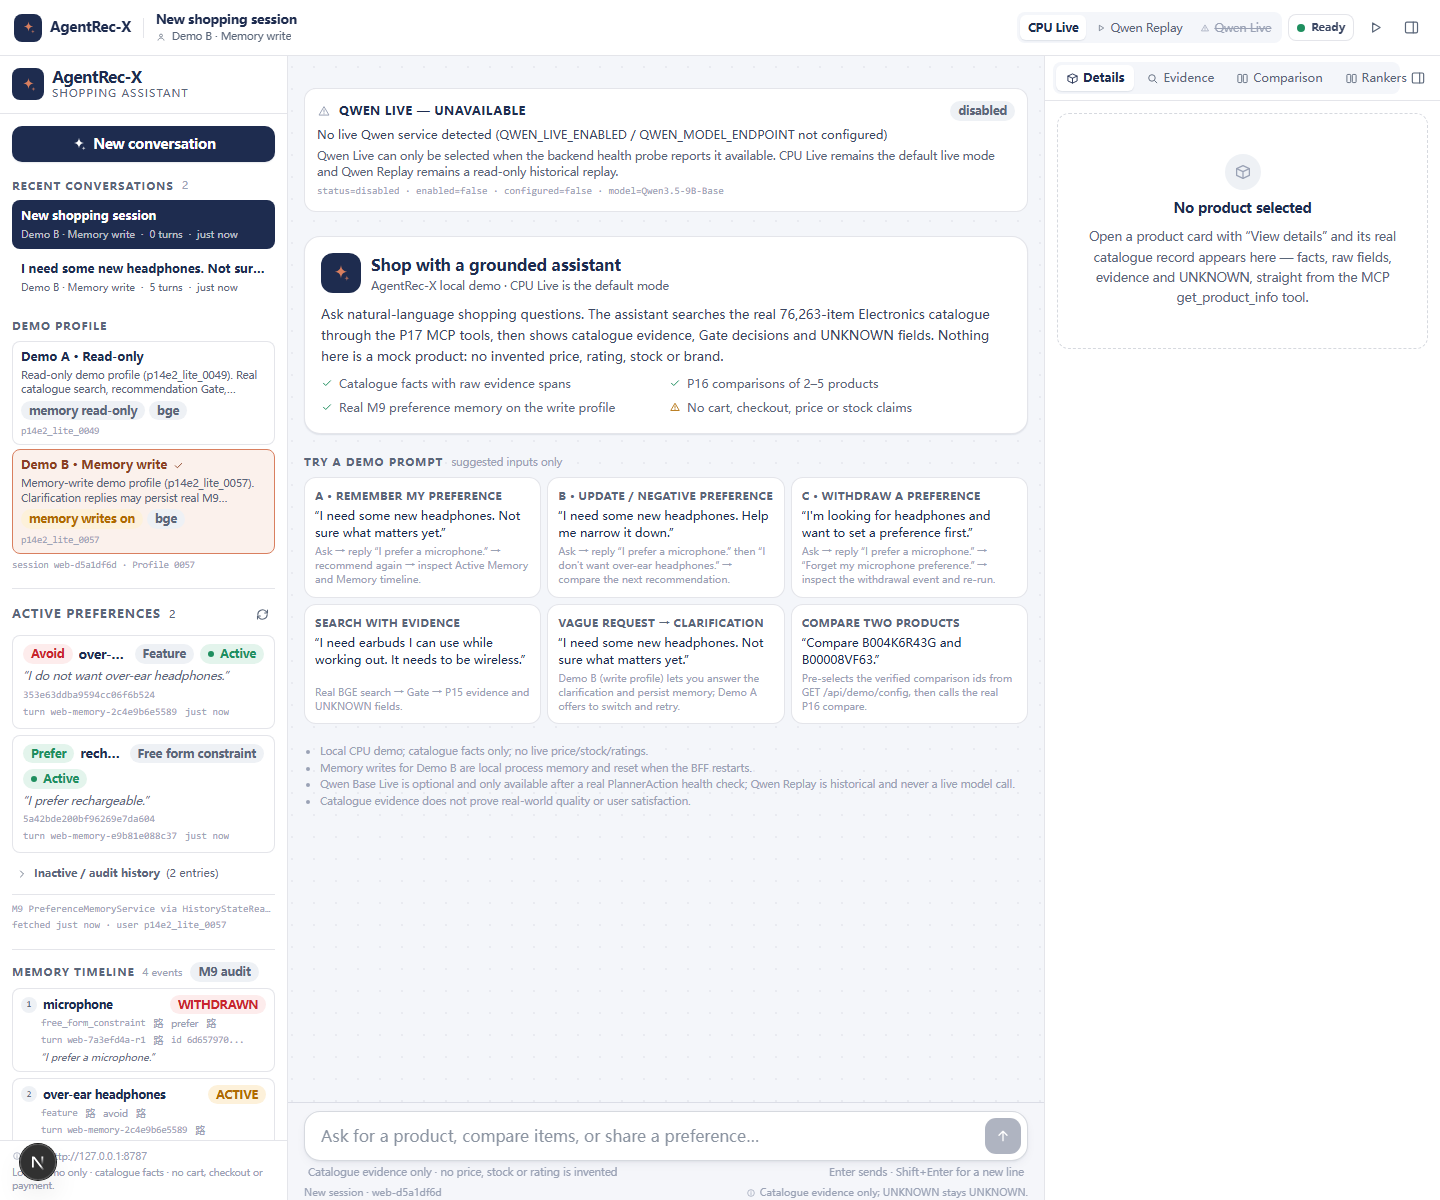 AgentRec-X
New shopping session
Demo B · Memory write
CPU Live
Qwen Replay
Qwen Live
Ready
AgentRec-X
SHOPPING ASSISTANT
New conversation
RECENT CONVERSATIONS 2
New shopping session
Demo B · Memory write · 0 turns · just now
I need some new headphones. Not sur...
Demo B · Memory write · 5 turns · just now
DEMO PROFILE
Demo A • Read-only
Read-only demo profile (p14e2_lite_0049). Real
catalogue search, recommendation Gate,...
memory read-only bge
p14e2_lite_0049
Demo B • Memory write
Memory-write demo profile (p14e2_lite_0057).
Clarification replies may persist real M9...
memory writes on bge
p14e2_lite_0057
session web-d5a1df6d · Profile 0057
ACTIVE PREFERENCES 2
Avoid over-... Feature Active
“I do not want over-ear headphones.”
353e63ddba9594cc06f6b524
turn web-memory-2c4e9b6e5589 just now
Prefer rech... Free form constraint
Active
“I prefer rechargeable.”
5a42bde200bf96269e7da604
turn web-memory-e9b81e088c37 just now
Inactive / audit history (2 entries)
M9 PreferenceMemoryService via HistoryStateRea…
fetched just now · user p14e2_lite_0057
MEMORY TIMELINE 4 events M9 audit
1 microphone WITHDRAWN
free_form_constraint 路 prefer 路
turn web-7a3efd4a-r1 路 id 6d657970...
“I prefer a microphone.”
2 over-ear headphones ACTIVE
feature 路 avoid 路
turn web-memory-2c4e9b6e5589 路
N
ttp://127.0.0.1:8787
mo only · catalogue facts · no cart, checkout or
payment.
QWEN LIVE — UNAVAILABLE
disabled
No live Qwen service detected (QWEN_LIVE_ENABLED / QWEN_MODEL_ENDPOINT not configured)
Qwen Live can only be selected when the backend health probe reports it available. CPU Live remains the default live mode
and Qwen Replay remains a read-only historical replay.
status=disabled · enabled=false · configured=false · model=Qwen3.5-9B-Base
Shop with a grounded assistant
AgentRec-X local demo · CPU Live is the default mode
Ask natural-language shopping questions. The assistant searches the real 76,263-item Electronics catalogue
through the P17 MCP tools, then shows catalogue evidence, Gate decisions and UNKNOWN fields. Nothing
here is a mock product: no invented price, rating, stock or brand.
Catalogue facts with raw evidence spans
P16 comparisons of 2–5 products
Real M9 preference memory on the write profile
No cart, checkout, price or stock claims
TRY A DEMO PROMPT suggested inputs only
A • REMEMBER MY PREFERENCE
“I need some new headphones. Not
sure what matters yet.”
Ask → reply “I prefer a microphone.” →
recommend again → inspect Active Memory
and Memory timeline.
B • UPDATE / NEGATIVE PREFERENCE
“I need some new headphones. Help
me narrow it down.”
Ask → reply “I prefer a microphone.” then “I
don't want over-ear headphones.” →
compare the next recommendation.
C • WITHDRAW A PREFERENCE
“I'm looking for headphones and
want to set a preference first.”
Ask → reply “I prefer a microphone.” →
“Forget my microphone preference.” →
inspect the withdrawal event and re-run.
SEARCH WITH EVIDENCE
“I need earbuds I can use while
working out. It needs to be wireless.”
Real BGE search → Gate → P15 evidence and
UNKNOWN fields.
VAGUE REQUEST → CLARIFICATION
“I need some new headphones. Not
sure what matters yet.”
Demo B (write profile) lets you answer the
clarification and persist memory; Demo A
offers to switch and retry.
COMPARE TWO PRODUCTS
“Compare B004K6R43G and
B00008VF63.”
Pre-selects the verified comparison ids from
GET /api/demo/config, then calls the real
P16 compare.
• Local CPU demo; catalogue facts only; no live price/stock/ratings.
• Memory writes for Demo B are local process memory and reset when the BFF restarts.
• Qwen Base Live is optional and only available after a real PlannerAction health check; Qwen Replay is historical and never a live model call.
• Catalogue evidence does not prove real-world quality or user satisfaction.
Ask for a product, compare items, or share a preference...
Catalogue evidence only · no price, stock or rating is invented
Enter sends · Shift+Enter for a new line
New session · web-d5a1df6d
Catalogue evidence only; UNKNOWN stays UNKNOWN.
Details
Evidence
Comparison
Rankers
No product selected
Open a product card with “View details” and its real
catalogue record appears here — facts, raw fields,
evidence and UNKNOWN, straight from the MCP
get_product_info tool.